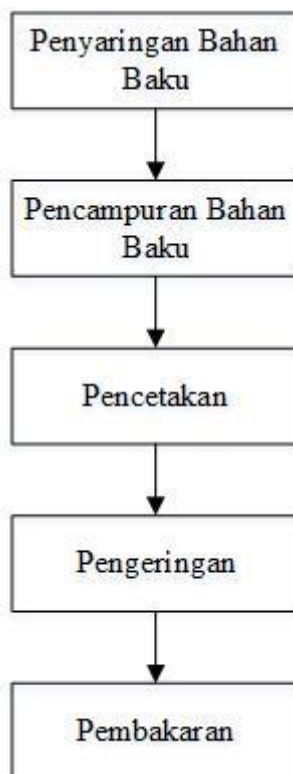 Penyaringan Bahan
Baku
Pencampuran Bahan
Baku
Pencetakan
Pengeringan
Pembakaran